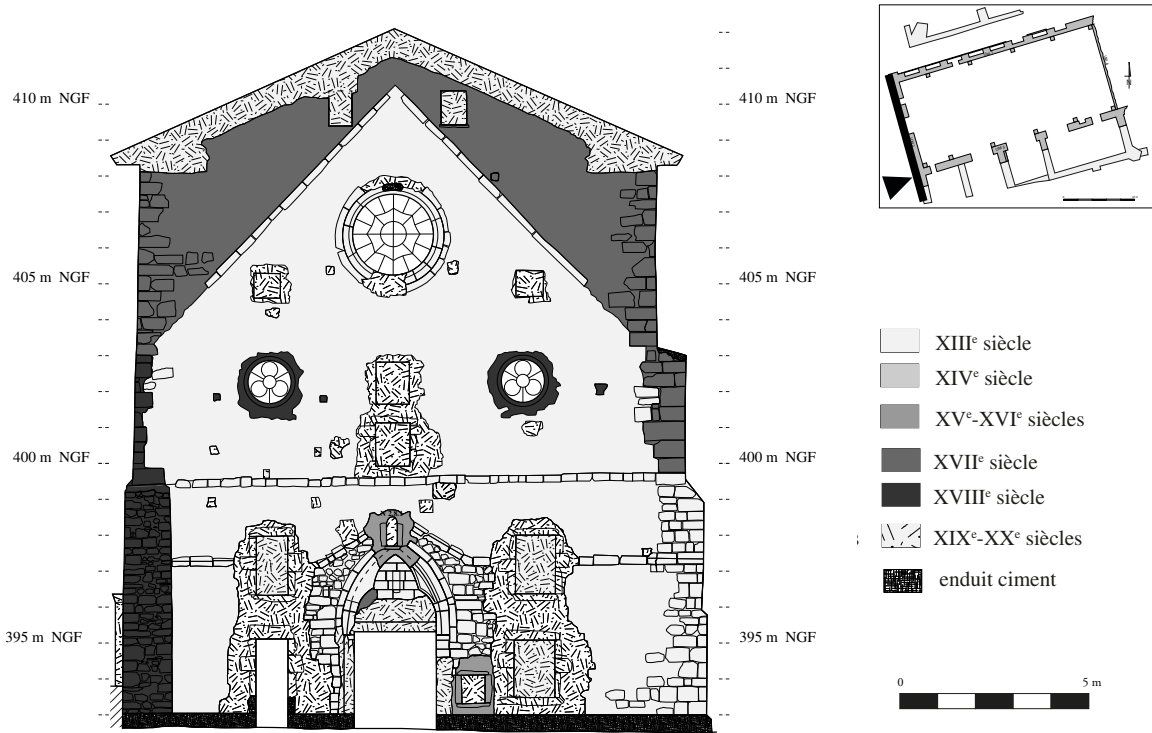 410 m NGF
410 m NGF
405 m NGF
405 m NGF
400 m NGF
400 m NGF
395 m NGF
395 m NGF
XIIIe siècle
XIVe siècle
XVe-XVIe siècles
XVIIe siècle
XVIIIe siècle
s
XIXe-XXe siècles
enduit ciment
0
5 m